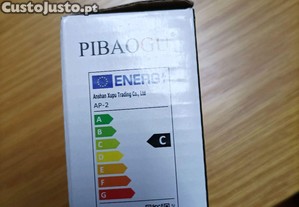 CustoJusto.pt
PIBAOGU
ENERG
Anshan Xupu Trading Co., Ltd
AP-2
A
B
C
C
D
E
F
G